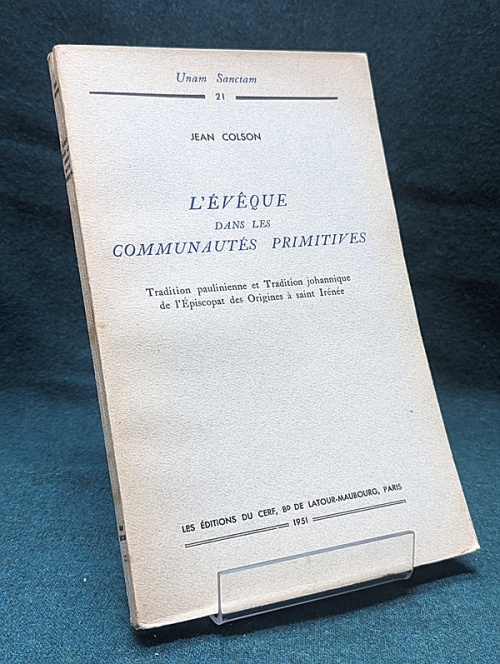 Unam Sanctam
21
JEAN COLSON
L'ÉVÊQUE
DANS LES
COMMUNAUTÉS PRIMITIVES
Tradition paulinienne et Tradition johannique
de l'Épiscopat des Origines à saint Irénée
LES ÉDITIONS DU CERF, BD DE LATOUR-MAUBOURG, PARIS
1951